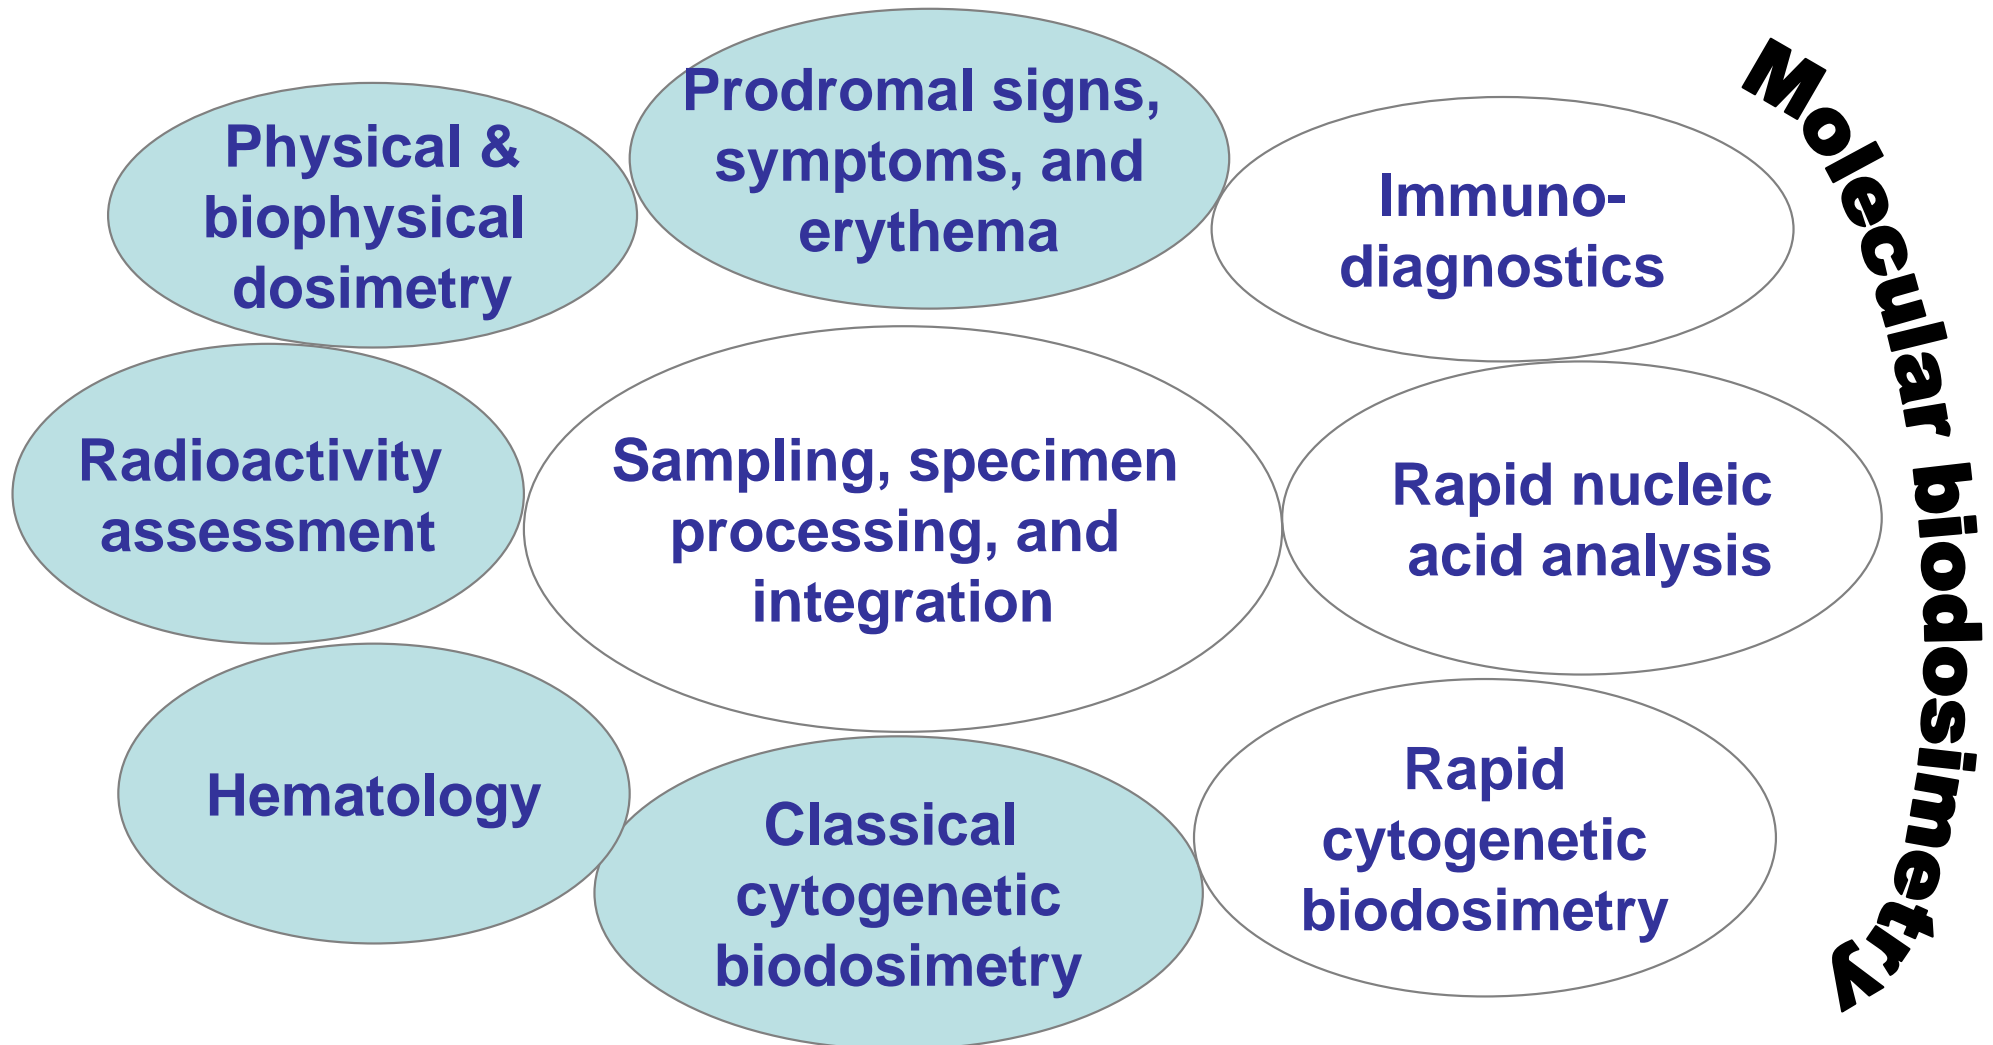 Physical &
biophysical
dosimetry
Prodromal signs,
symptoms, and
erythema
Immuno-
diagnostics
Radioactivity
assessment
Sampling, specimen
processing, and
integration
Rapid nucleic
acid analysis
Hematology
Classical
cytogenetic
biodosimetry
Rapid
cytogenetic
biodosimetry
Molecular biodosimetry